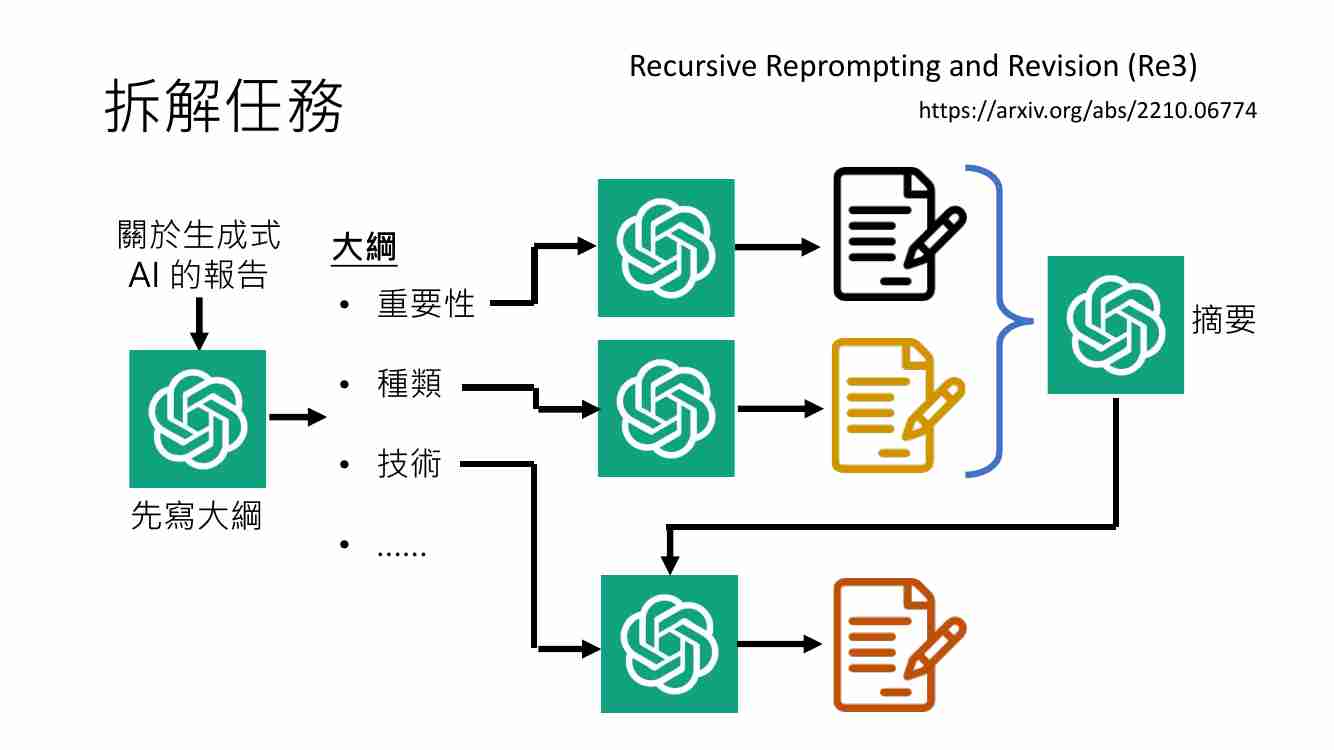 拆解任務
Recursive Reprompting and Revision (Re3)
https://arxiv.org/abs/2210.06774
關於生成式
AI 的報告
先寫大綱
大綱
• 重要性
• 種類
• 技術
• ......
摘要